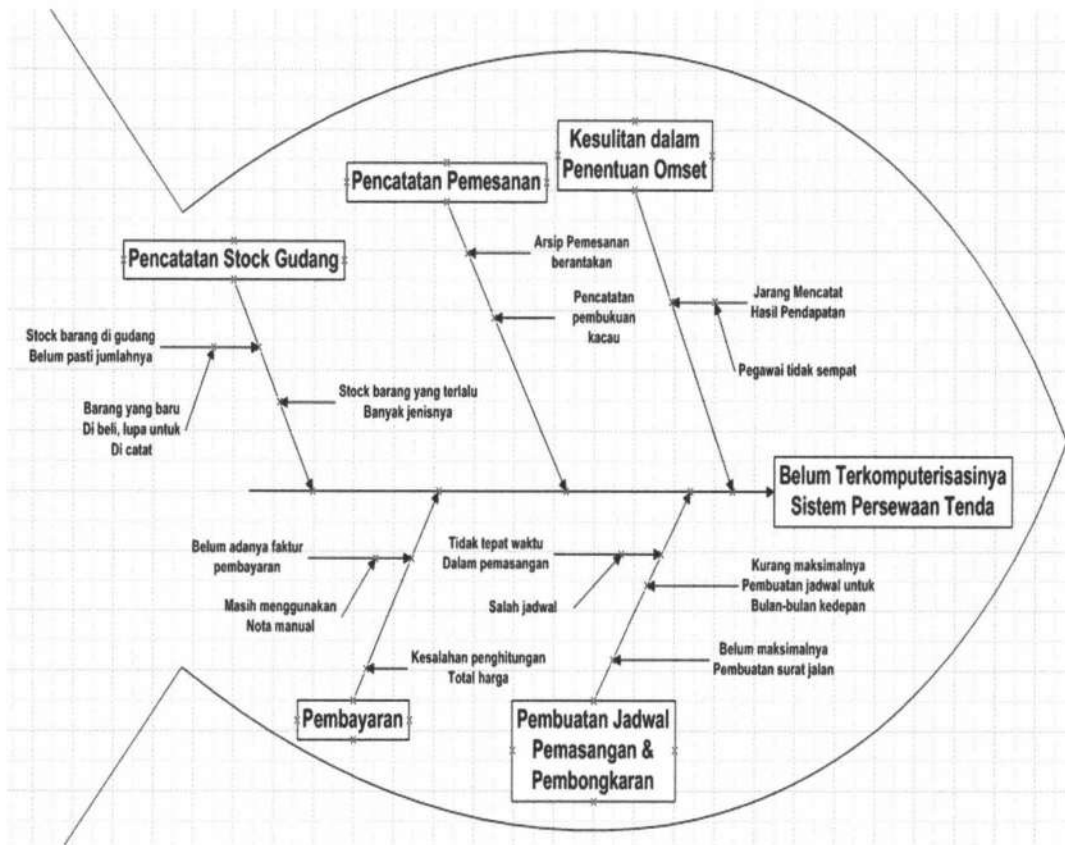 Kesulitan dalam
Penentuan Omset
Pencatatan Pemesanan
Pencatatan Stock Gudang
Arsip Pemesanan
berantakan
Pencatatan
pembukuan
kacau
Jarang Mencatat
Hasil Pendapatan
Pegawai tidak sempat
Stock barang di gudang
Belum pasti jumlahnya
Barang yang baru
Di beli, lupa untuk
Di catat
Stock barang yang terlalu
Banyak jenisnya
Belum Terkomputerisasinya
Sistem Persewaan Tenda
Belum adanya faktur
pembayaran
Masih menggunakan
Nota manual
Kesalahan penghitungan
Total harga
Pembayaran
Tidak tepat waktu
Dalam pemasangan
Salah jadwal
Kurang maksimalnya
Pembuatan jadwal untuk
Bulan-bulan kedepan
Belum maksimalnya
Pembuatan surat jalan
Pembuatan Jadwal
Pemasangan &
Pembongkaran